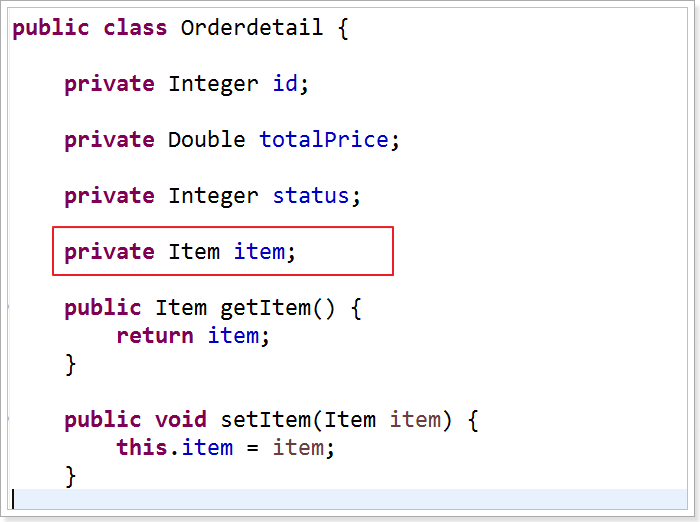 public class Orderdetail {
private Integer id;
private Double totalPrice;
private Integer status;
private Item item;
public Item getItem() {
return item;
}
public void setItem(Item item) {
this.item = item;
}